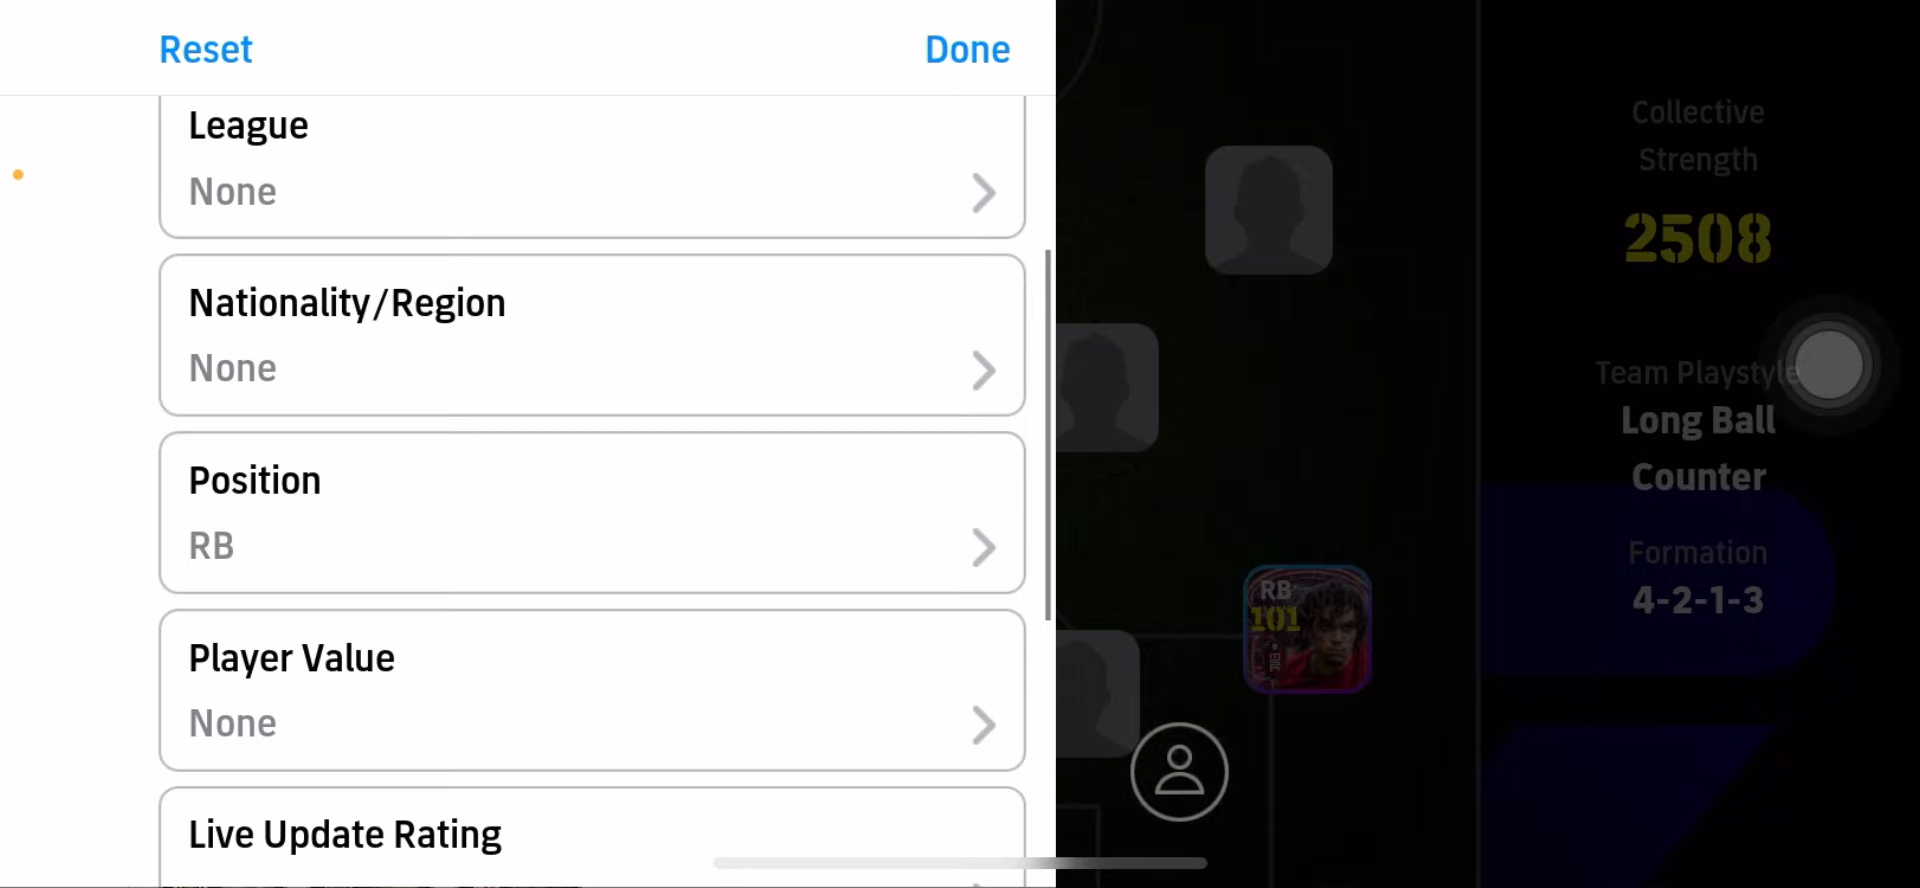 Reset
Done
League
None
Nationality/Region
None
Position
RB
Player Value
None
Live Update Rating
Collective
Strength
2508
Team Playstyle
Long Ball
Counter
Formation
4-2-1-3
RB
101